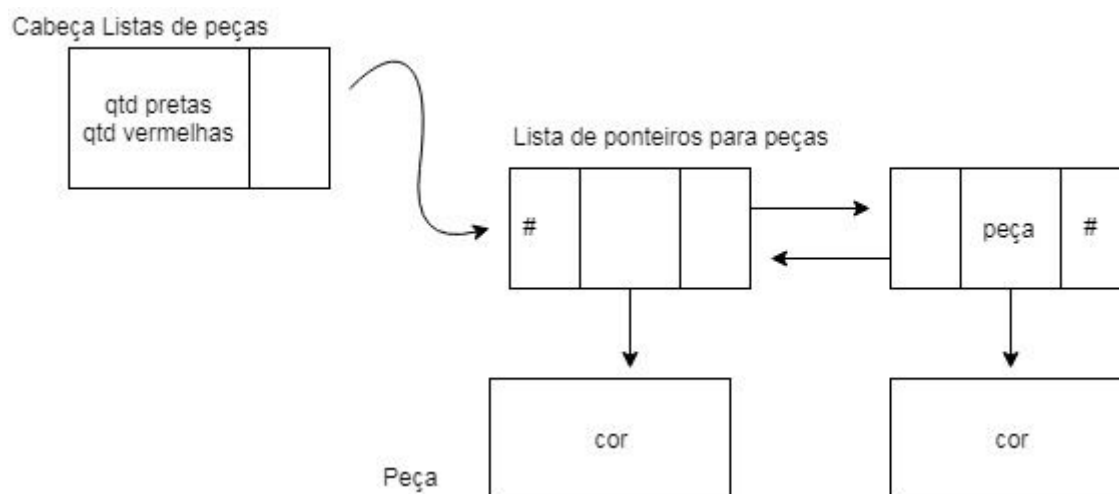 Cabeça Listas de peças
qtd pretas
qtd vermelhas
Lista de ponteiros para peças
#
peça
#
cor
cor
Peça